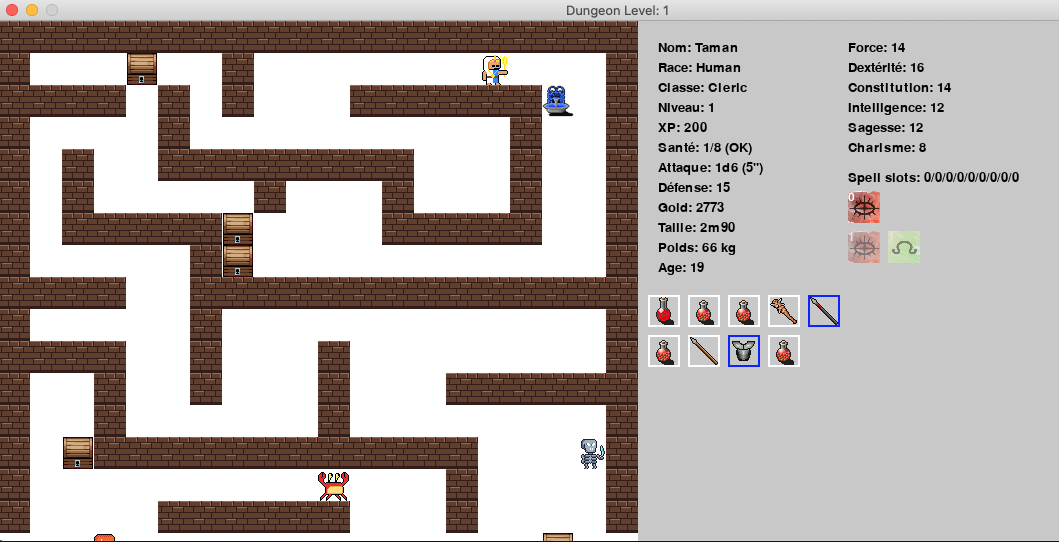 Dungeon Level: 1
Nom: Taman
Race: Human
Classe: Cleric
Niveau: 1
XP: 200
Santé: 1/8 (OK)
Attaque: 1d6 (5")
Défense: 15
Gold: 2773
Taille: 2m90
Poids: 66 kg
Age: 19
Force: 14
Dextérité: 16
Constitution: 14
Intelligence: 12
Sagesse: 12
Charisme: 8
Spell slots: 0/0/0/0/0/0/0/0/0
0
1